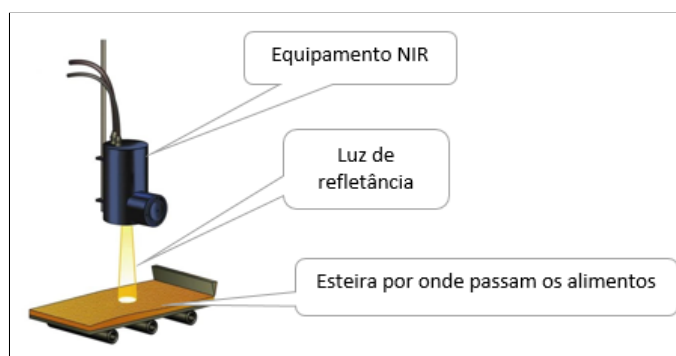 Equipamento NIR
Luz de
refletância
Esteira por onde passam os alimentos